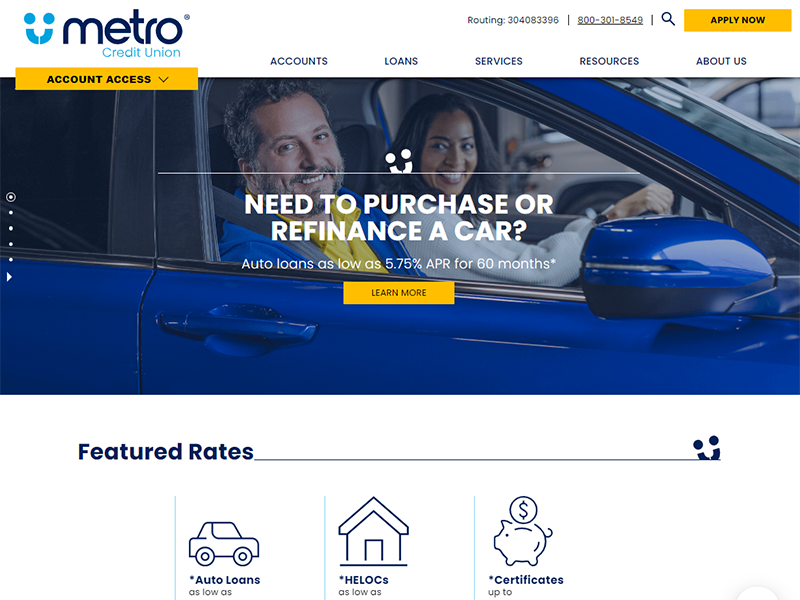 metro®
Credit Union
Routing: 304083396 | 800-301-8549 |
APPLY NOW
ACCOUNTS LOANS SERVICES RESOURCES ABOUT US
ACCOUNT ACCESS
NEED TO PURCHASE OR
REFINANCE A CAR?
Auto loans as low as 5.75% APR for 60 months*
LEARN MORE
Featured Rates
*Auto Loans
as low as
*HELOCs
as low as
*Certificates
up to